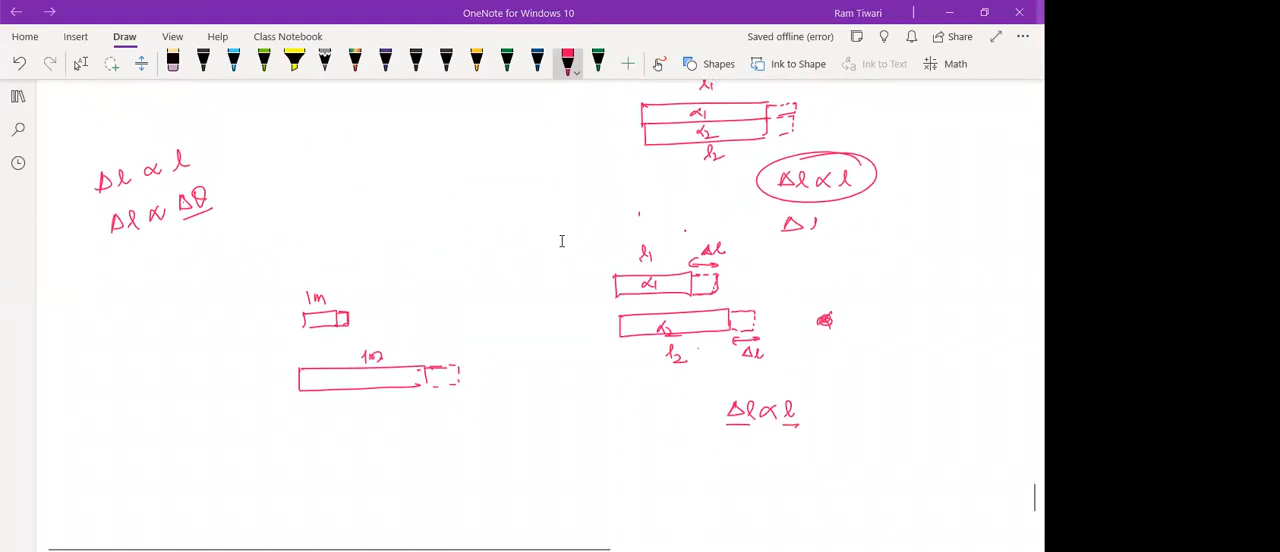 OneNote for Windows 10
Ram Tiwari
Home Insert Draw View Help Class Notebook
Saved offline (error)
Share
Shapes Ink to Shape Ink to Text Math
l1
α1
α2
l2
Δl ∝ l
Δl ∝ l
Δl ∝ Δθ
Δl
l1
α1
1m
α2
l2
Δl
Δl ∝ l